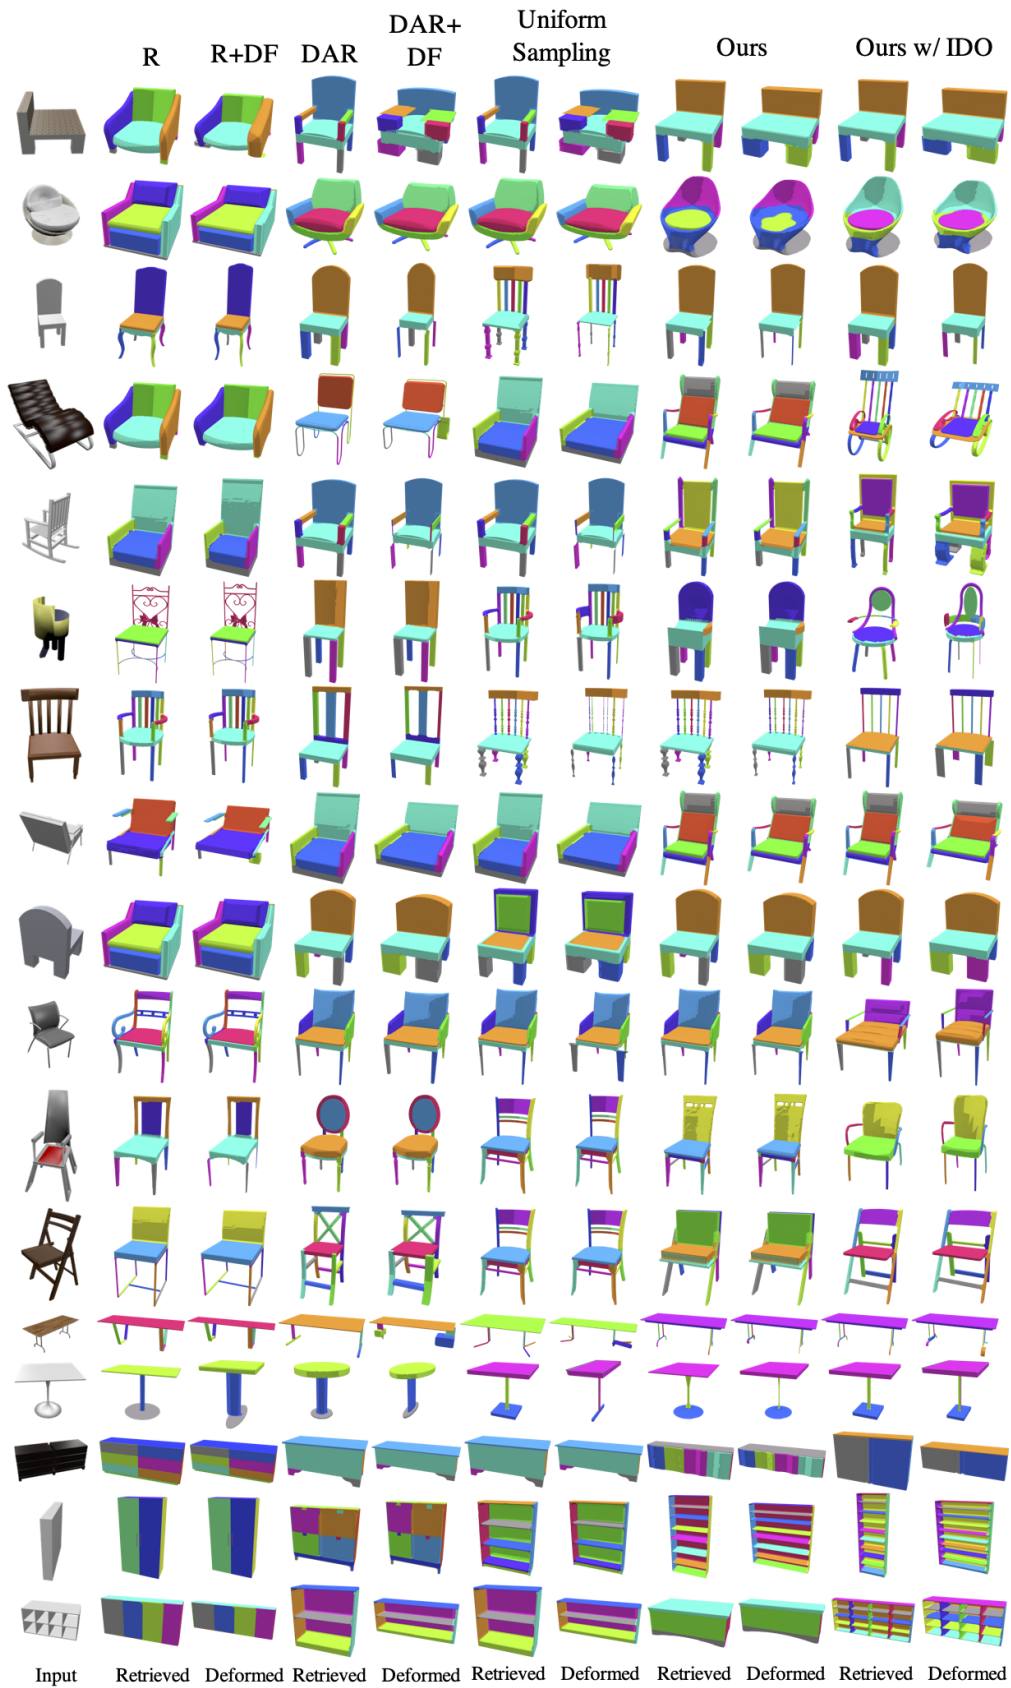 R
R+DF
DAR
DAR+
DF
Uniform
Sampling
Ours
Ours w/ IDO
Input
Retrieved
Deformed
Retrieved
Deformed
Retrieved
Deformed
Retrieved
Deformed
Retrieved
Deformed